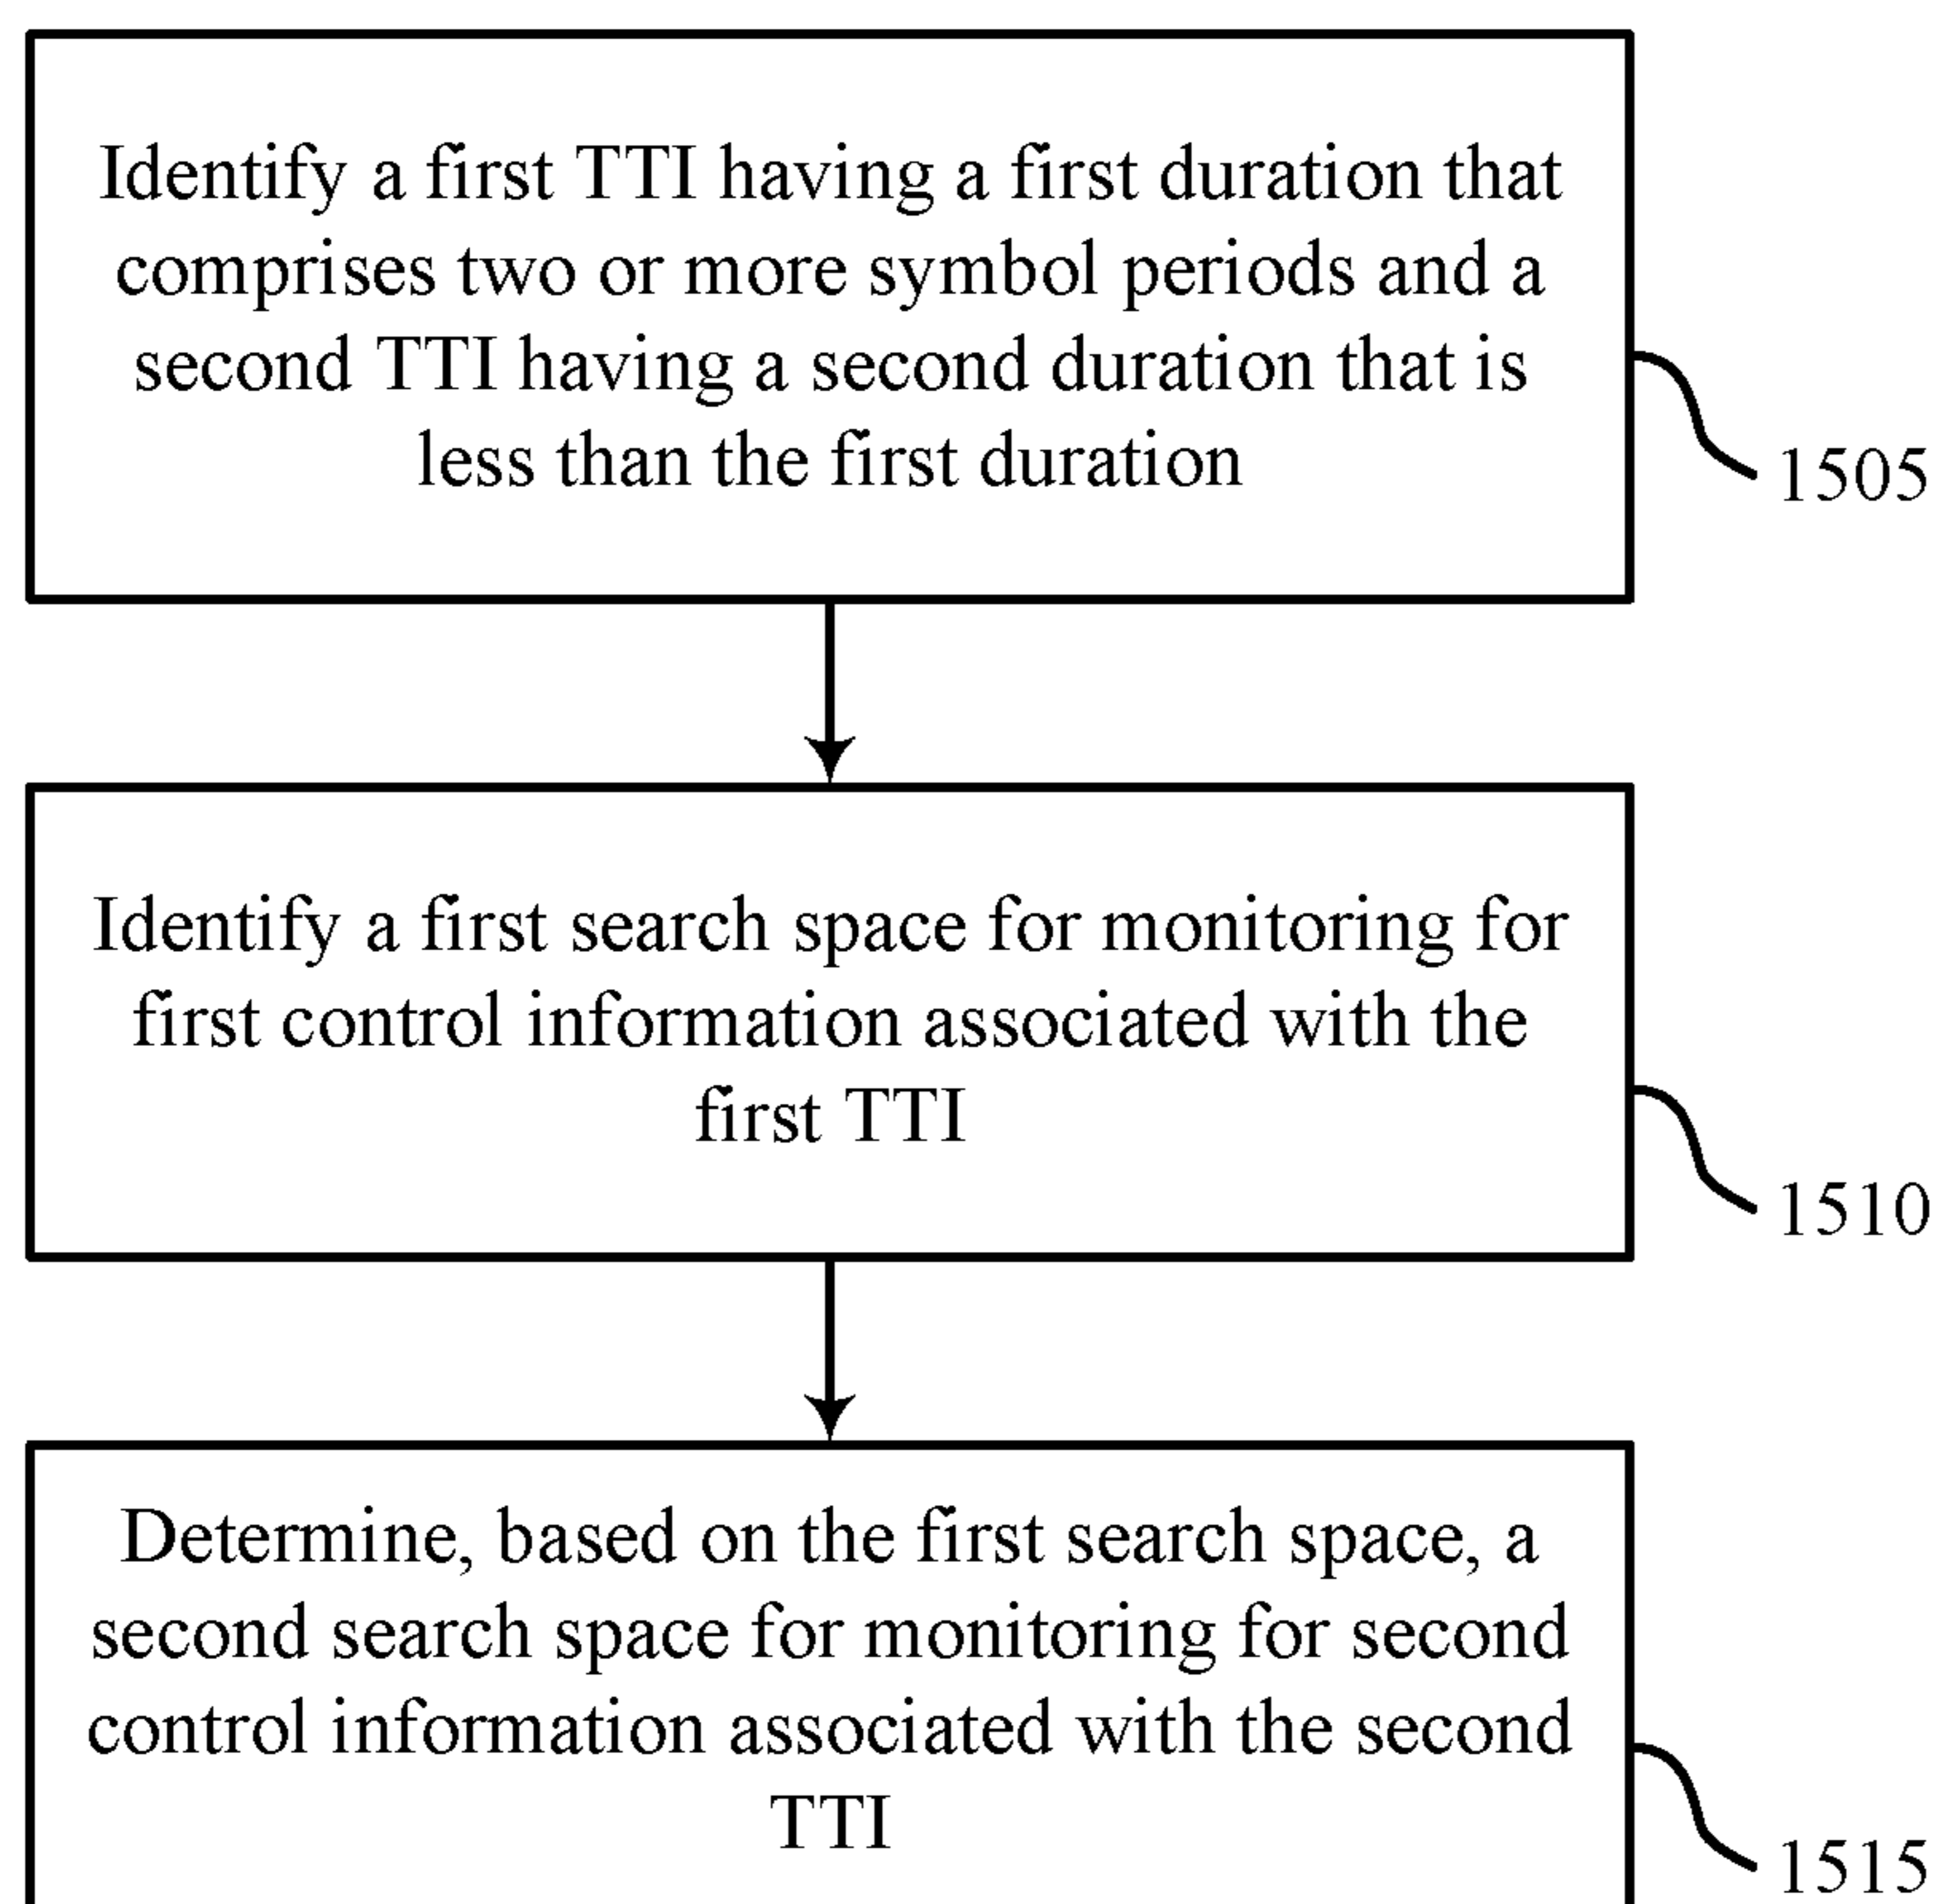 Identify a first TTI having a first duration that
comprises two or more symbol periods and a
second TTI having a second duration that is
less than the first duration
1505
Identify a first search space for monitoring for
first control information associated with the
first TTI
1510
Determine, based on the first search space, a
second search space for monitoring for second
control information associated with the second
TTI
1515